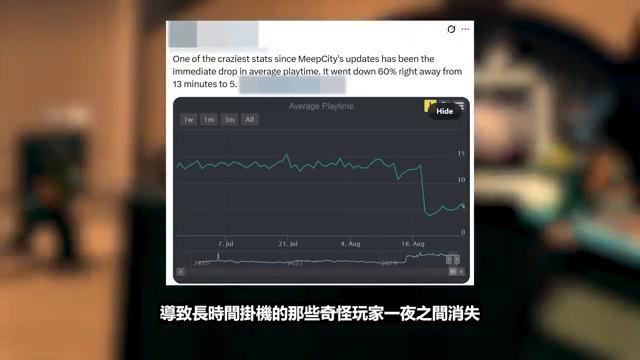 One of the craziest stats since MeepCity's updates has been the
immediate drop in average playtime. It went down 60% right away from
13 minutes to 5.
Average Playtime
Hide
1w 1m 3m All
15
10
5
0
7. Jul 21. Jul 4. Aug 18. Aug
2020 2022
導致長時間掛機的那些奇怪玩家一夜之間消失